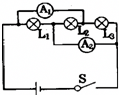 A₁
L₁ L₂ L₃
A₂
S